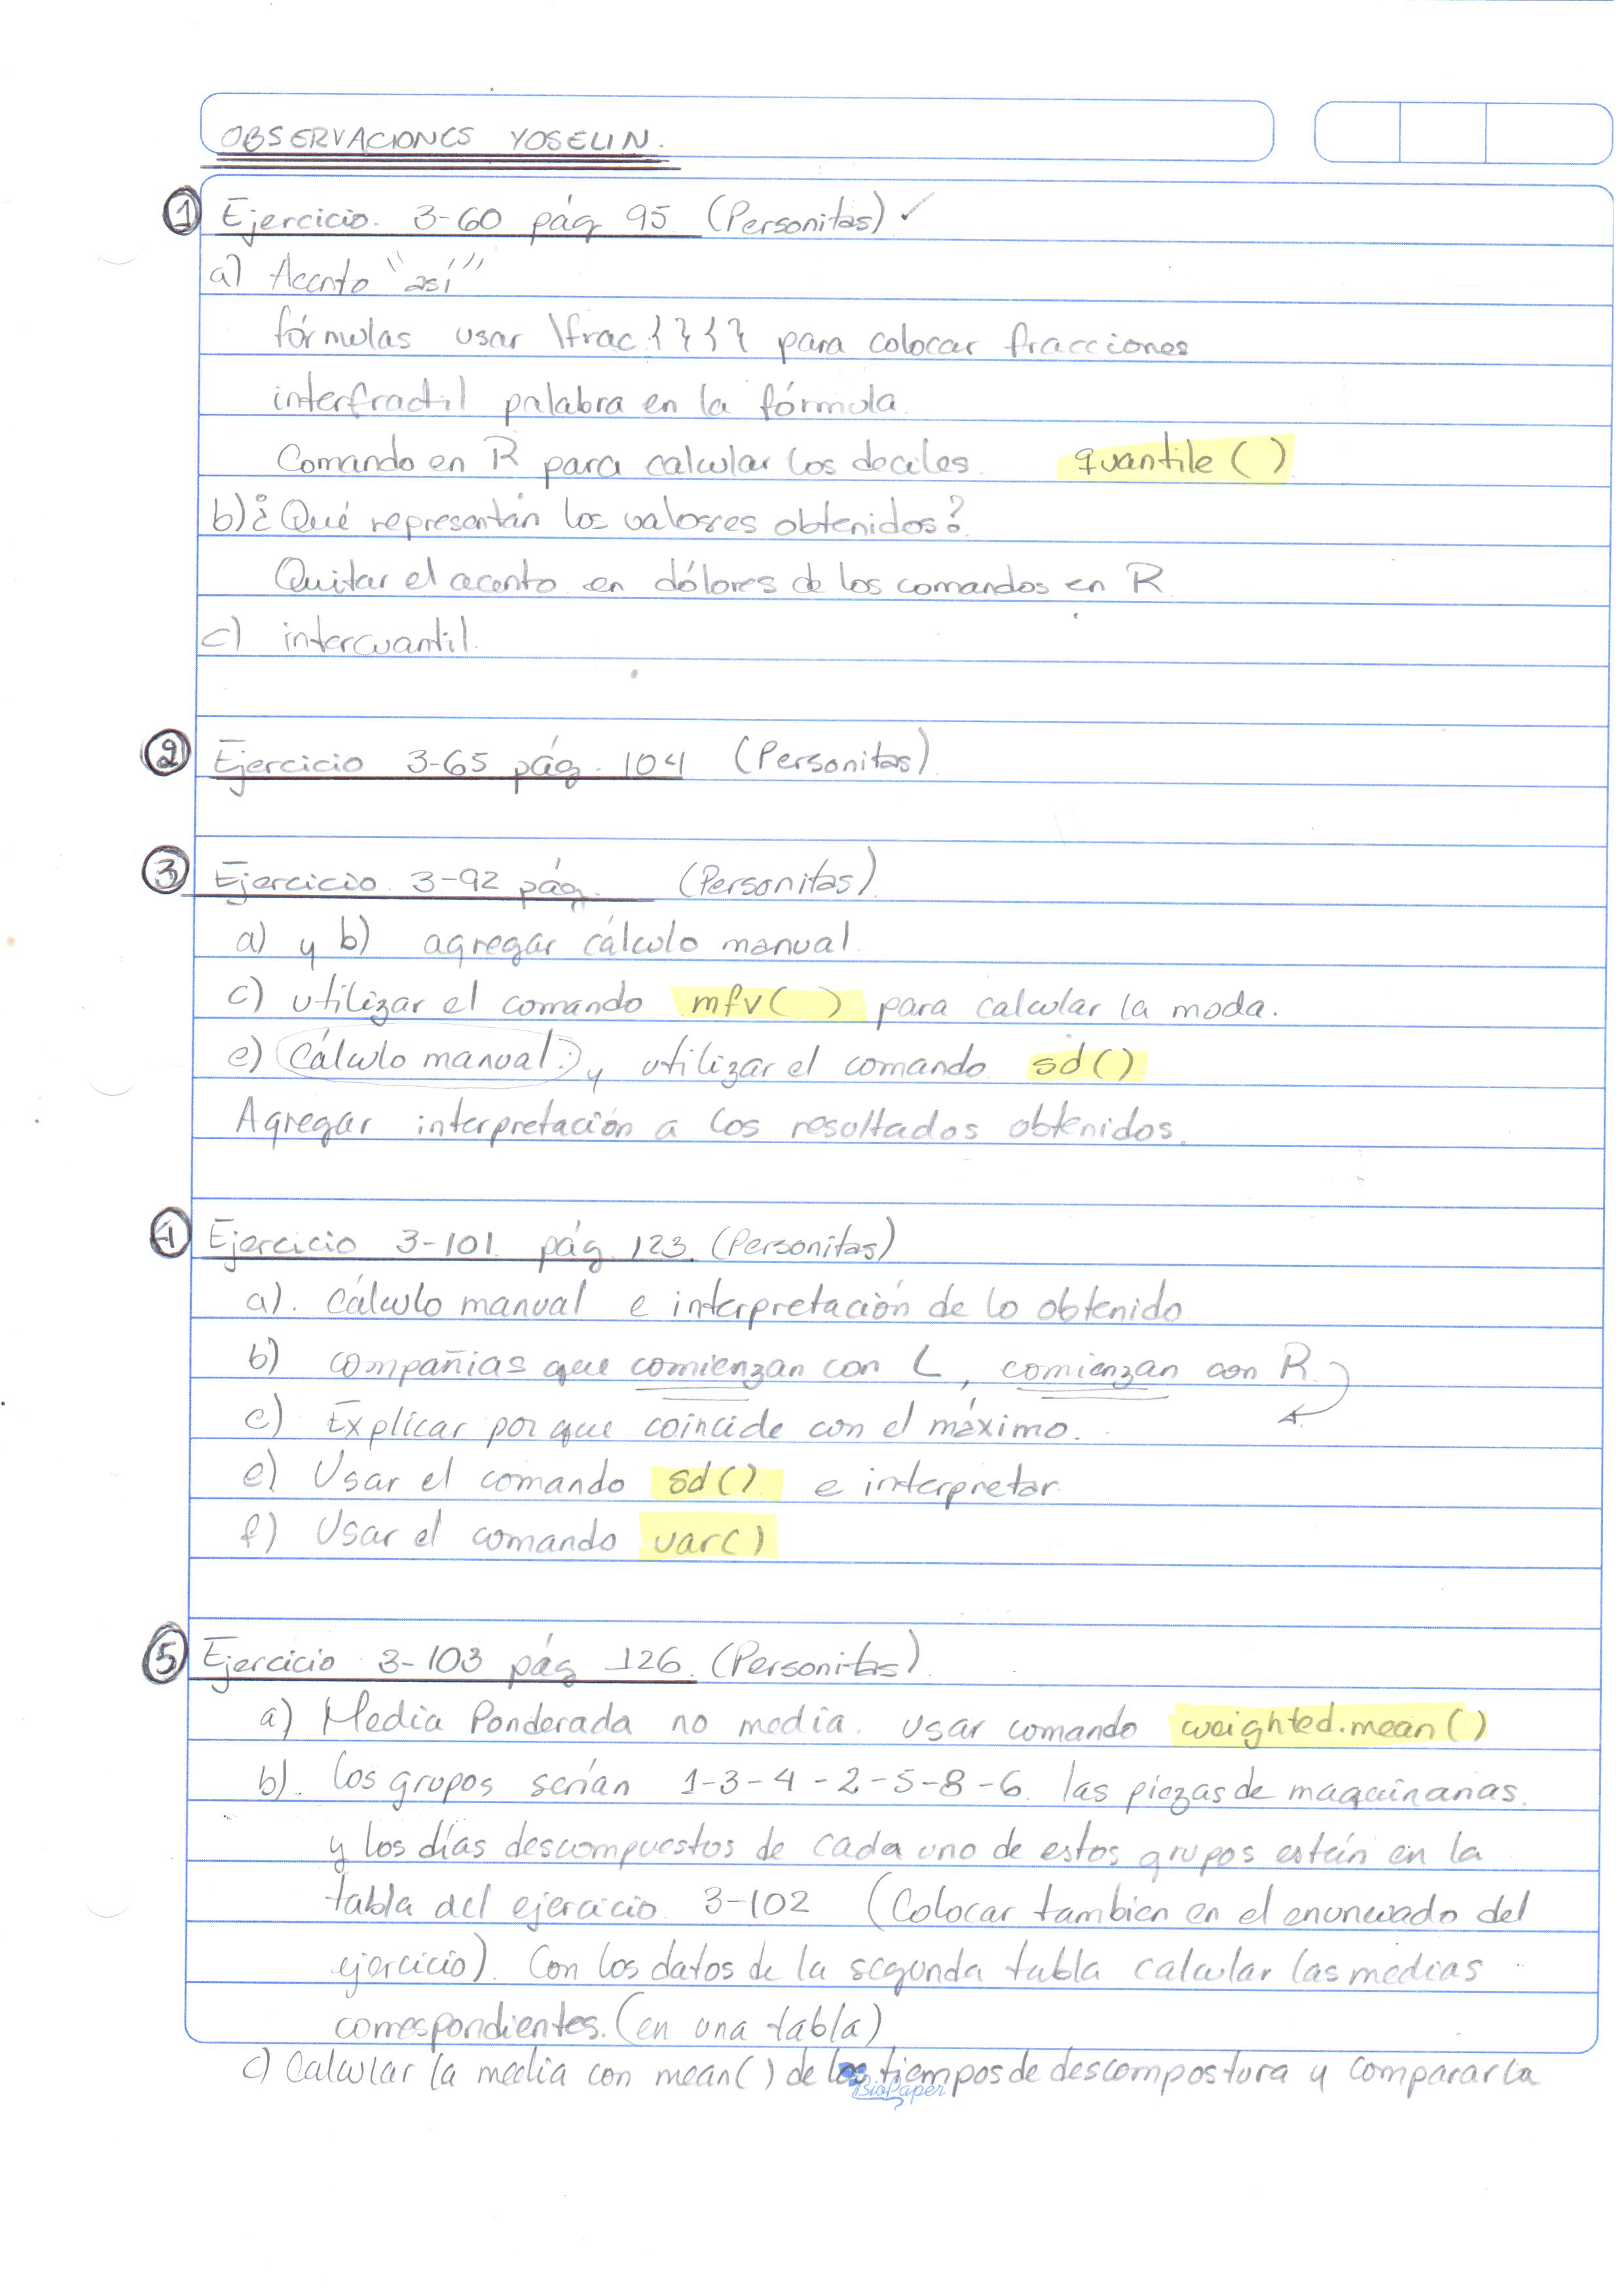 OBSERVACIONES YOSELIN.
① Ejercicio. 3-60 pág 95 (Personitas) ✓
a) Acento "así"
fórmulas usar \frac{}{} para colocar fracciones
interfractil palabra en la fórmula
Comando en R para calcular los deciles. quantile()
b) ¿Qué representan los valores obtenidos?
Quitar el acento en dólores de los comandos en R
c) intercuantil.
② Ejercicio 3-65 pág. 104 (Personitas)
③ Ejercicio. 3-92 pág. (Personitas)
a) y b) agregar cálculo manual.
c) utilizar el comando mfv( ) para calcular la moda.
e) Cálculo manual :) y utilizar el comando sd()
Agregar interpretación a los resultados obtenidos.
④ Ejercicio 3-101 pág. 123 (Personitas)
a). Cálculo manual e interpretación de lo obtenido
b) compañias que comienzan con L, comienzan con R
c) Explicar por que coincide con el máximo.
e) Usar el comando sd() e interpretar
f) Usar el comando var()
⑤ Ejercicio 3-103 pág 126. (Personitas).
a) Media Ponderada no media. usar comando weighted.mean()
b). los grupos serían 1-3-4-2-5-8-6. las piezas de maquinarias.
y los días descompuestos de cada uno de estos grupos están en la
tabla del ejercicio 3-102 (Colocar tambien en el enunciado del
ejercicio). Con los datos de la segunda tabla calcular las medias
correspondientes. (en una tabla)
c) Calcular la media con mean() de los tiempos de descompostura y compararla
BioPaper